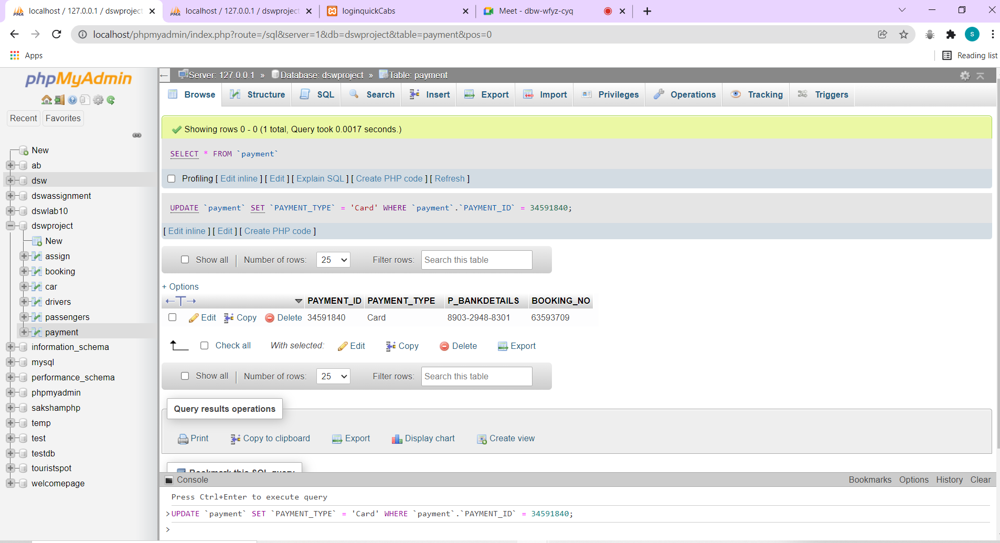 localhost / 127.0.0.1 / dswproject
localhost / 127.0.0.1 / dswproject
loginquickCabs
Meet - dbw-wfyz-cyq
localhost/phpmyadmin/index.php?route=/sql&server=1&db=dswproject&table=payment&pos=0
S
Apps
Reading list
phpMyAdmin
Recent
Favorites
New
ab
dsw
dswassignment
dswlab10
dswproject
New
assign
booking
car
drivers
passengers
payment
information_schema
mysql
performance_schema
phpmyadmin
sakshamphp
temp
test
testdb
touristspot
welcomepage
Server: 127.0.0.1 » Database: dswproject » Table: payment
Browse Structure SQL Search Insert Export Import Privileges Operations Tracking Triggers
Showing rows 0 - 0 (1 total, Query took 0.0017 seconds.)
SELECT * FROM `payment`
Profiling [ Edit inline ] [ Edit ] [ Explain SQL ] [ Create PHP code ] [ Refresh ]
UPDATE `payment` SET `PAYMENT_TYPE` = 'Card' WHERE `payment`.`PAYMENT_ID` = 34591840;
[ Edit inline ] [ Edit ] [ Create PHP code ]
Show all | Number of rows: 25 Filter rows: Search this table
+ Options
←T→ PAYMENT_ID PAYMENT_TYPE P_BANKDETAILS BOOKING_NO
Edit Copy Delete 34591840 Card 8903-2948-8301 63593709
Check all With selected: Edit Copy Delete Export
Show all | Number of rows: 25 Filter rows: Search this table
Query results operations
Print Copy to clipboard Export Display chart Create view
Bookmark this SQL query
Console
Bookmarks Options History Clear
Press Ctrl+Enter to execute query
>UPDATE `payment` SET `PAYMENT_TYPE` = 'Card' WHERE `payment`.`PAYMENT_ID` = 34591840;
>